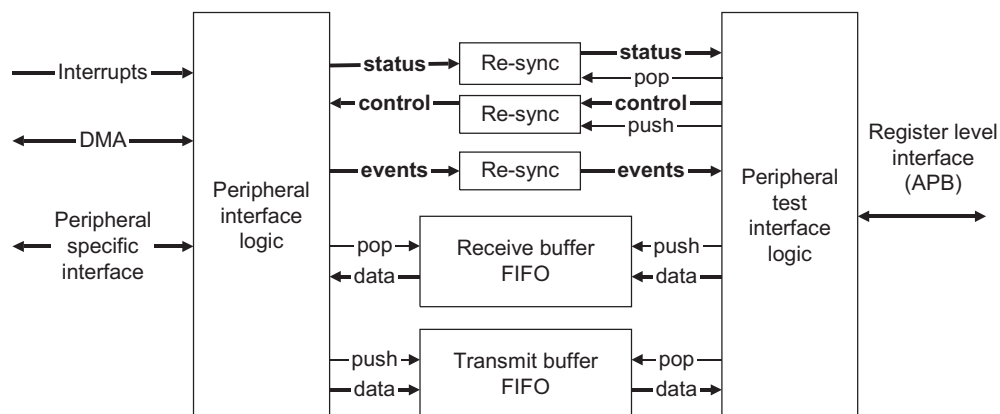 Interrupts
DMA
Peripheral
specific
interface
Peripheral
interface
logic
status
Re-sync
status
pop
control
Re-sync
control
push
events
Re-sync
events
pop
Receive buffer
FIFO
push
data
data
push
Transmit buffer
FIFO
pop
data
data
Peripheral
test
interface
logic
Register level
interface
(APB)